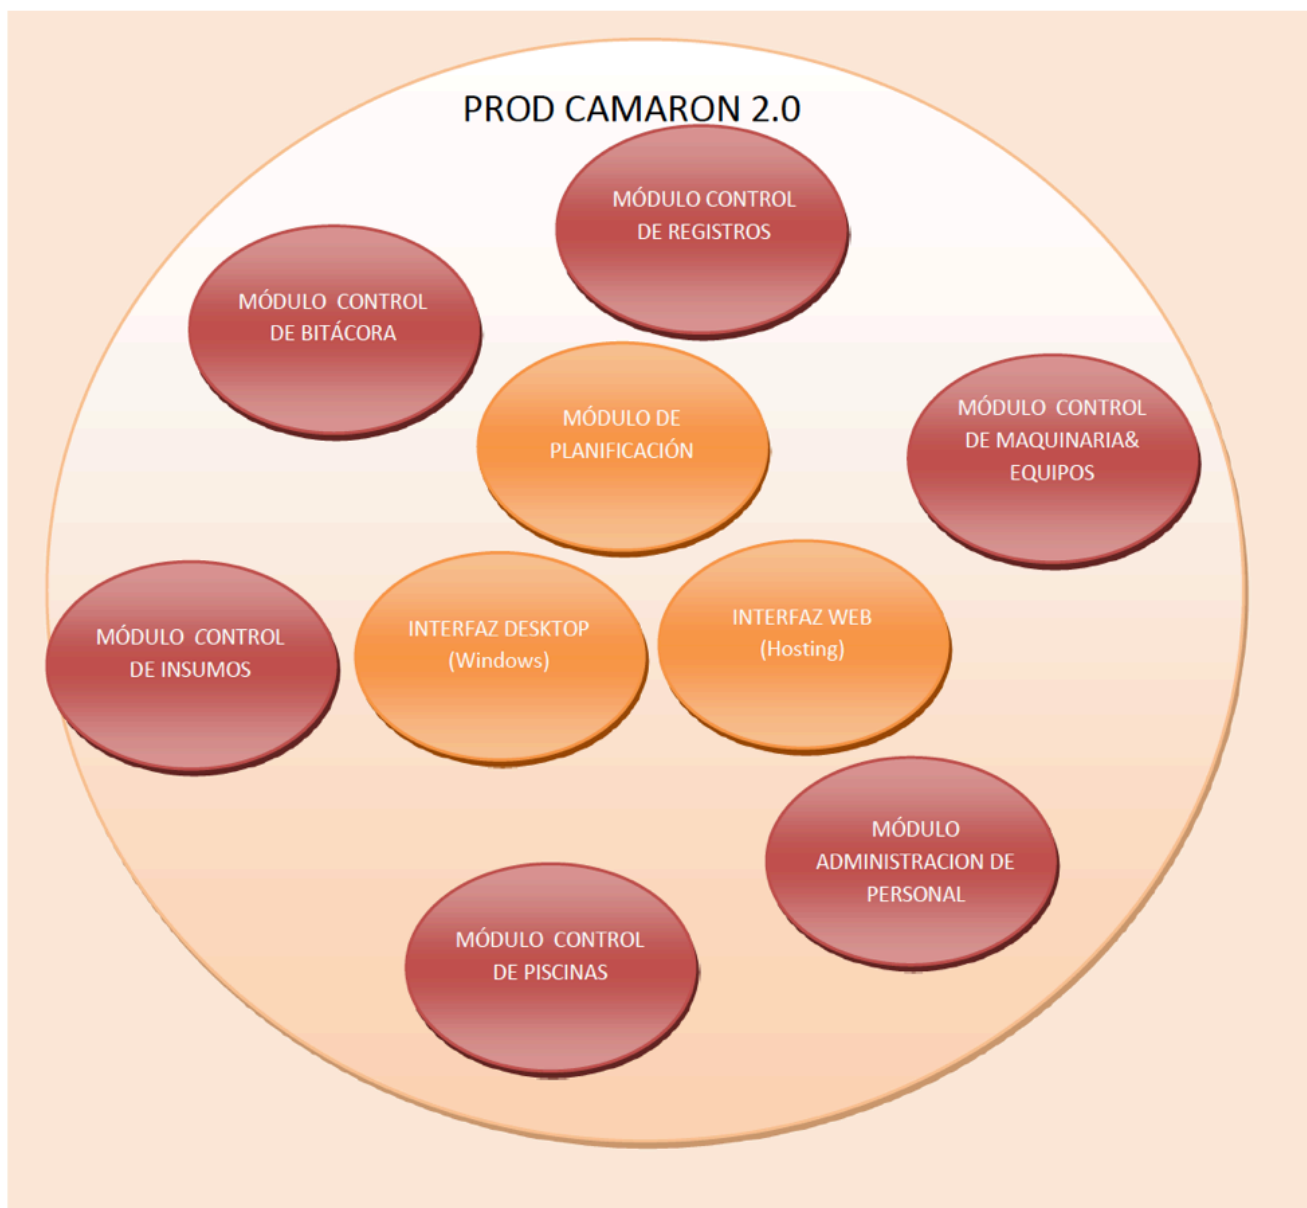 PROD CAMARON 2.0
MÓDULO CONTROL
DE REGISTROS
MÓDULO CONTROL
DE BITÁCORA
MÓDULO CONTROL
DE MAQUINARIA&
EQUIPOS
MÓDULO DE
PLANIFICACIÓN
MÓDULO CONTROL
DE INSUMOS
INTERFAZ DESKTOP
(Windows)
INTERFAZ WEB
(Hosting)
MÓDULO
ADMINISTRACION DE
PERSONAL
MÓDULO CONTROL
DE PISCINAS